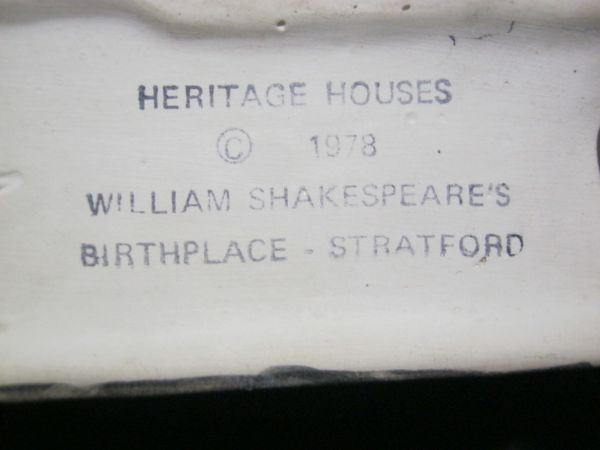 HERITAGE HOUSES
© 1978
WILLIAM SHAKESPEARE'S
BIRTHPLACE - STRATFORD